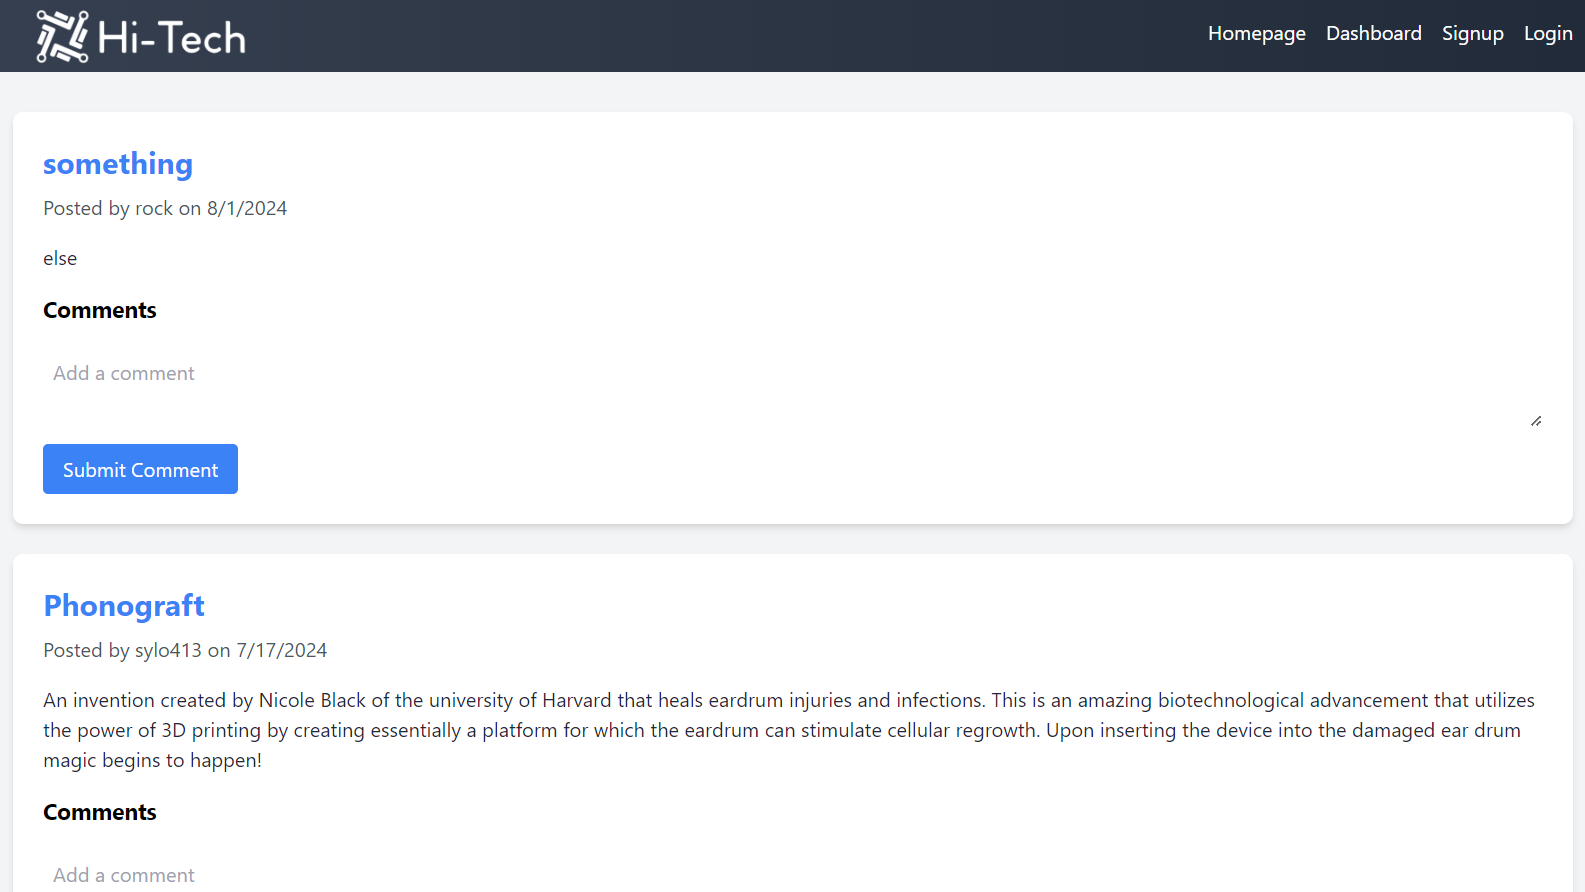 Hi-Tech
Homepage Dashboard Signup Login
something
Posted by rock on 8/1/2024
else
Comments
Add a comment
Submit Comment
Phonograft
Posted by sylo413 on 7/17/2024
An invention created by Nicole Black of the university of Harvard that heals eardrum injuries and infections. This is an amazing biotechnological advancement that utilizes
the power of 3D printing by creating essentially a platform for which the eardrum can stimulate cellular regrowth. Upon inserting the device into the damaged ear drum
magic begins to happen!
Comments
Add a comment